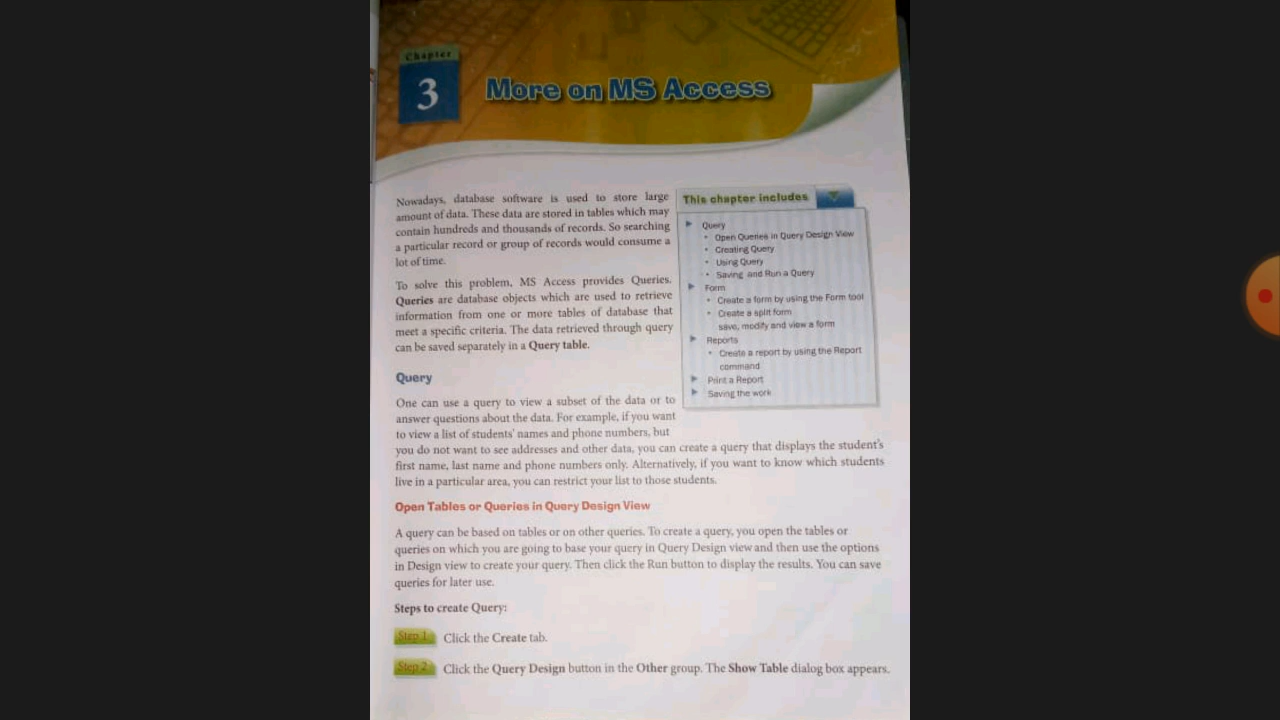 Chapter
3
More on MS Access
Nowadays, database software is used to store large
amount of data. These data are stored in tables which may
contain hundreds and thousands of records. So searching
a particular record or group of records would consume a
lot of time.
To solve this problem, MS Access provides Queries.
Queries are database objects which are used to retrieve
information from one or more tables of database that
meet a specific criteria. The data retrieved through query
can be saved separately in a Query table.
This chapter includes
Query
• Open Queries in Query Design View
• Creating Query
• Using Query
• Saving and Run a Query
Form
• Create a form by using the Form tool
• Create a split form
save, modify and view a form
Reports
• Create a report by using the Report
command
Print a Report
Saving the work
Query
One can use a query to view a subset of the data or to
answer questions about the data. For example, if you want
to view a list of students' names and phone numbers, but
you do not want to see addresses and other data, you can create a query that displays the student's
first name, last name and phone numbers only. Alternatively, if you want to know which students
live in a particular area, you can restrict your list to those students.
Open Tables or Queries in Query Design View
A query can be based on tables or on other queries. To create a query, you open the tables or
queries on which you are going to base your query in Query Design view and then use the options
in Design view to create your query. Then click the Run button to display the results. You can save
queries for later use.
Steps to create Query:
Step 1 Click the Create tab.
Step 2 Click the Query Design button in the Other group. The Show Table dialog box appears.